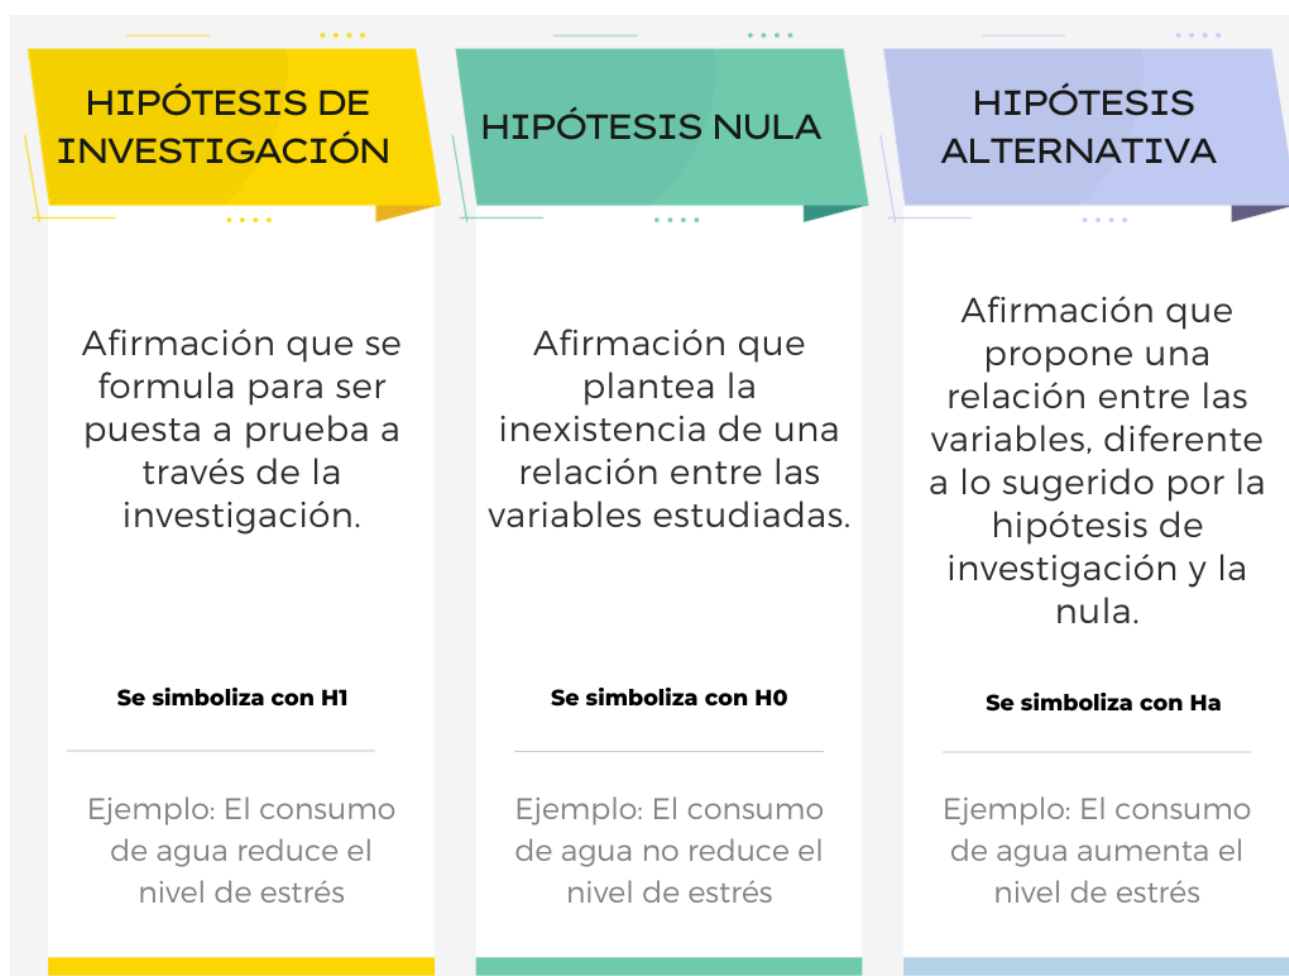 HIPÓTESIS DE
INVESTIGACIÓN
Afirmación que se
formula para ser
puesta a prueba a
través de la
investigación.
Se simboliza con H1
Ejemplo: El consumo
de agua reduce el
nivel de estrés
HIPÓTESIS NULA
Afirmación que
plantea la
inexistencia de una
relación entre las
variables estudiadas.
Se simboliza con H0
Ejemplo: El consumo
de agua no reduce el
nivel de estrés
HIPÓTESIS
ALTERNATIVA
Afirmación que
propone una
relación entre las
variables, diferente
a lo sugerido por la
hipótesis de
investigación y la
nula.
Se simboliza con Ha
Ejemplo: El consumo
de agua aumenta el
nivel de estrés